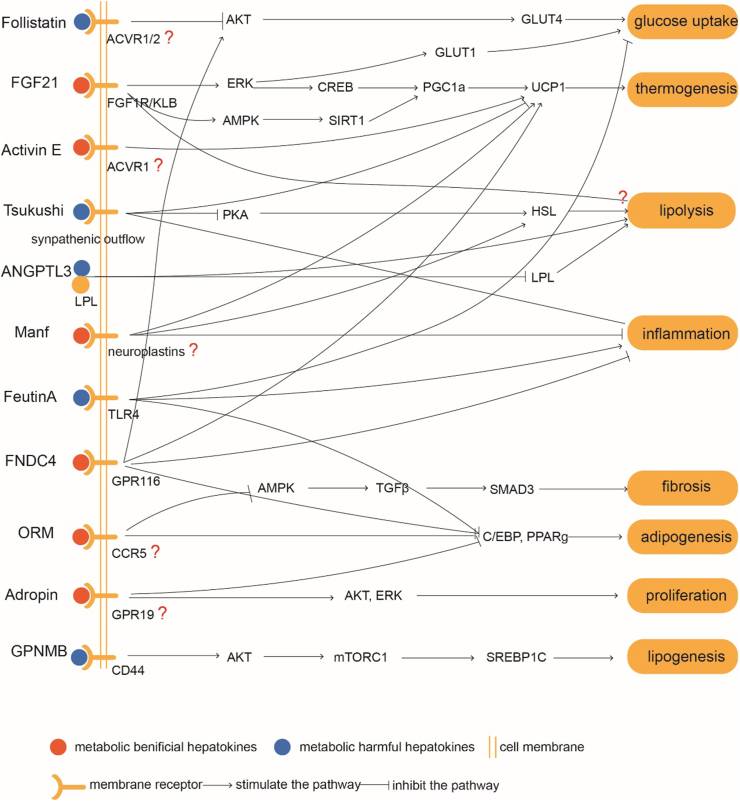 Follistatin AKT GLUT4 glucose uptake
ACVR1/2 ?
GLUT1
FGF21 ERK CREB PGC1a UCP1 thermogenesis
FGF1R/KLB
AMPK SIRT1
Activin E
ACVR1 ?
?
Tsukushi PKA HSL lipolysis
synpathenic outflow
ANGPTL3 LPL
LPL
Manf inflammation
neuroplastins ?
FeutinA
TLR4
FNDC4
GPR116
AMPK TGFβ SMAD3 fibrosis
ORM C/EBP, PPARg adipogenesis
CCR5 ?
Adropin AKT, ERK proliferation
GPR19 ?
GPNMB AKT mTORC1 SREBP1C lipogenesis
CD44
metabolic benificial hepatokines metabolic harmful hepatokines cell membrane
membrane receptor stimulate the pathway inhibit the pathway